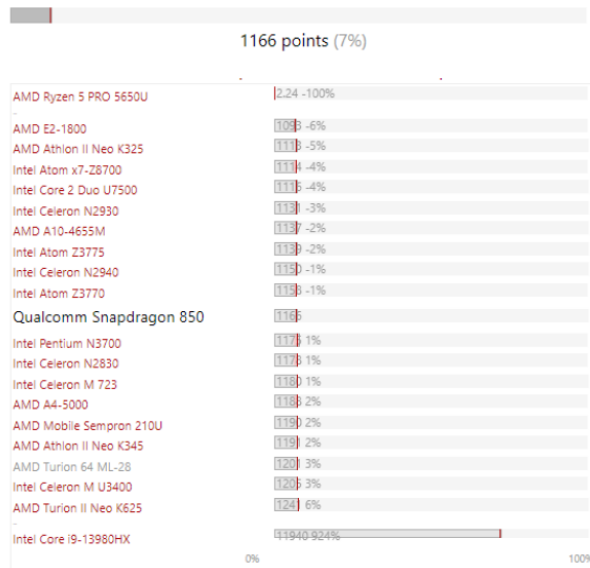 1166 points (7%)
AMD Ryzen 5 PRO 5650U 2.24 -100%
AMD E2-1800 1093 -6%
AMD Athlon II Neo K325 1113 -5%
Intel Atom x7-Z8700 1114 -4%
Intel Core 2 Duo U7500 1115 -4%
Intel Celeron N2930 1131 -3%
AMD A10-4655M 1137 -2%
Intel Atom Z3775 1139 -2%
Intel Celeron N2940 1150 -1%
Intel Atom Z3770 1153 -1%
Qualcomm Snapdragon 850 1166
Intel Pentium N3700 1175 1%
Intel Celeron N2830 1178 1%
Intel Celeron M 723 1180 1%
AMD A4-5000 1188 2%
AMD Mobile Sempron 210U 1190 2%
AMD Athlon II Neo K345 1191 2%
AMD Turion 64 ML-28 1201 3%
Intel Celeron M U3400 1205 3%
AMD Turion II Neo K625 1241 6%
Intel Core i9-13980HX 11940 924%
0% 100%